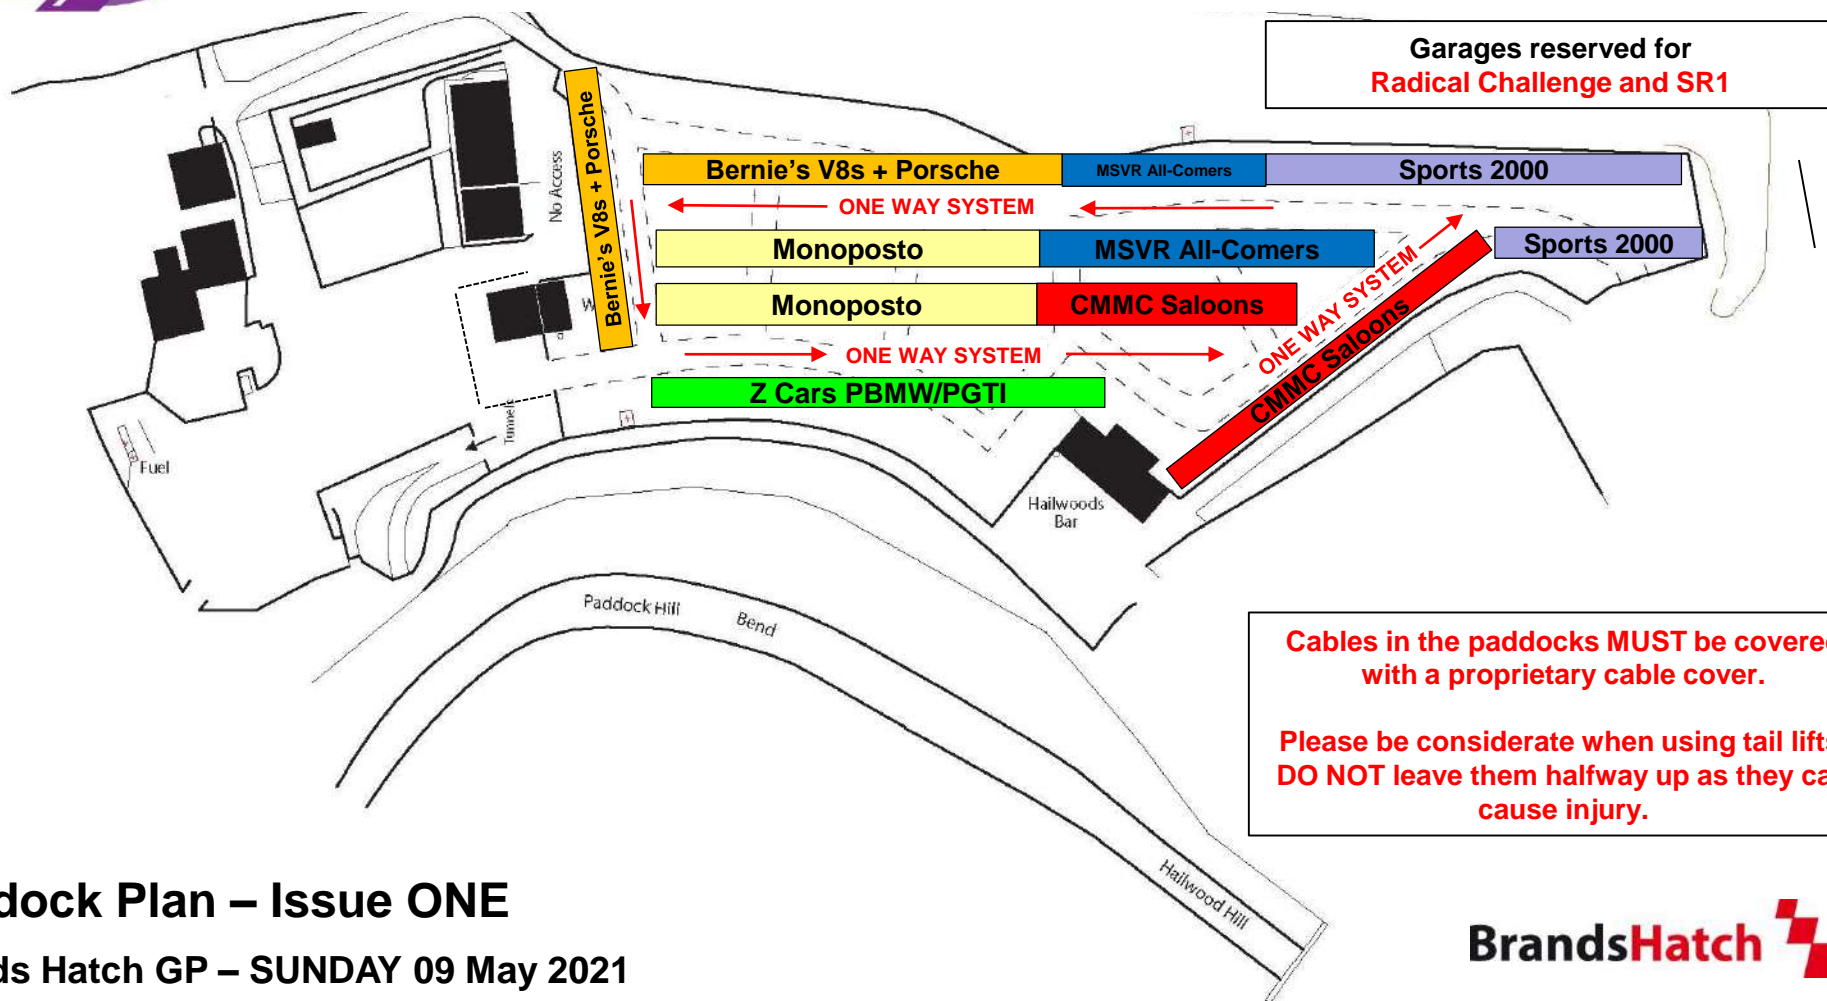 Garages reserved for
Radical Challenge and SR1
Bernie's V8s + Porsche
No Access
Bernie's V8s + Porsche
MSVR All-Comers
Sports 2000
ONE WAY SYSTEM
Monoposto
MSVR All-Comers
Sports 2000
ONE WAY SYSTEM
Monoposto
CMMC Saloons
CMMC Saloons
ONE WAY SYSTEM
Z Cars PBMW/PGTI
Tunnels
Fuel
Hailwoods
Bar
Paddock Hill Bend
Cables in the paddocks MUST be covere
with a proprietary cable cover.
Please be considerate when using tail lifts
DO NOT leave them halfway up as they ca
cause injury.
Hailwood Hill
dock Plan – Issue ONE
ds Hatch GP – SUNDAY 09 May 2021
BrandsHatch